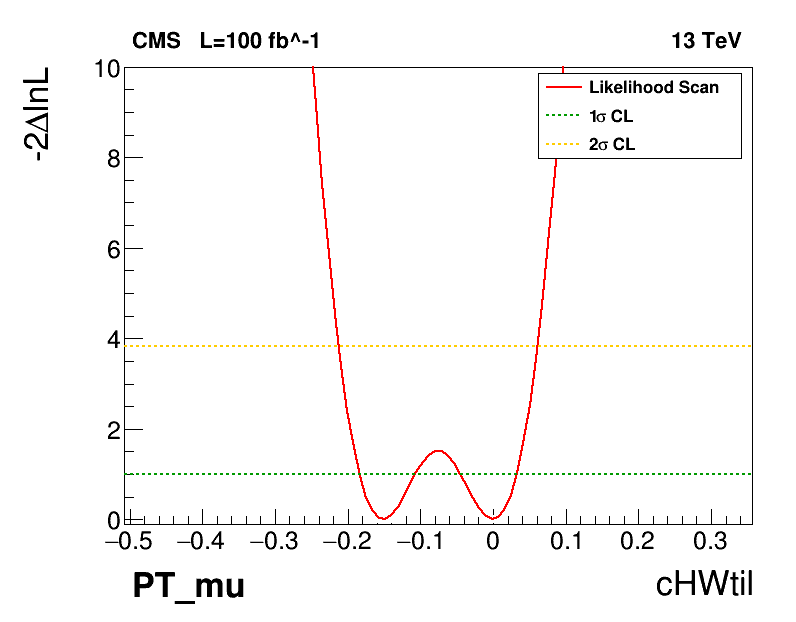 CMS L=100 fb^-1 13 TeV
-2ΔlnL
10
8
6
4
2
0
Likelihood Scan
1σ CL
2σ CL
−0.5 −0.4 −0.3 −0.2 −0.1 0 0.1 0.2 0.3
PT_mu cHWtil